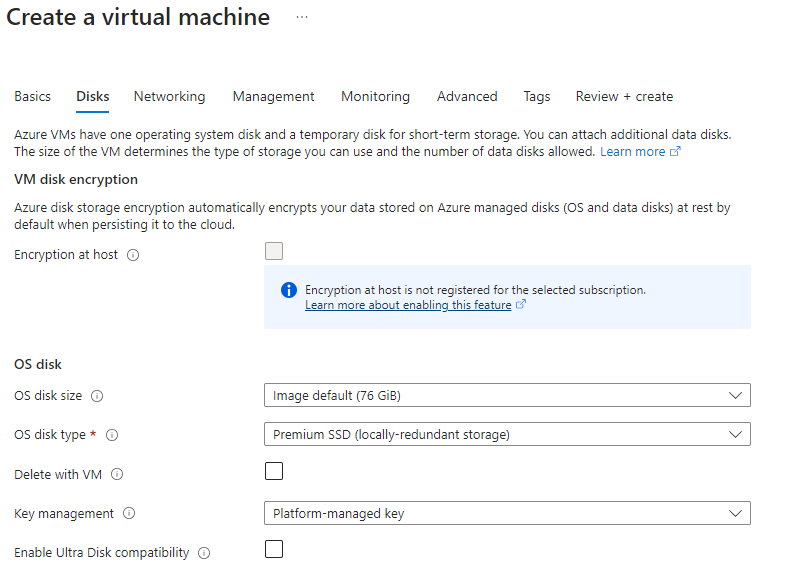 Create a virtual machine ...
Basics Disks Networking Management Monitoring Advanced Tags Review + create
Azure VMs have one operating system disk and a temporary disk for short-term storage. You can attach additional data disks.
The size of the VM determines the type of storage you can use and the number of data disks allowed. Learn more
VM disk encryption
Azure disk storage encryption automatically encrypts your data stored on Azure managed disks (OS and data disks) at rest by
default when persisting it to the cloud.
Encryption at host
Encryption at host is not registered for the selected subscription.
Learn more about enabling this feature
OS disk
OS disk size Image default (76 GiB)
OS disk type * Premium SSD (locally-redundant storage)
Delete with VM
Key management Platform-managed key
Enable Ultra Disk compatibility